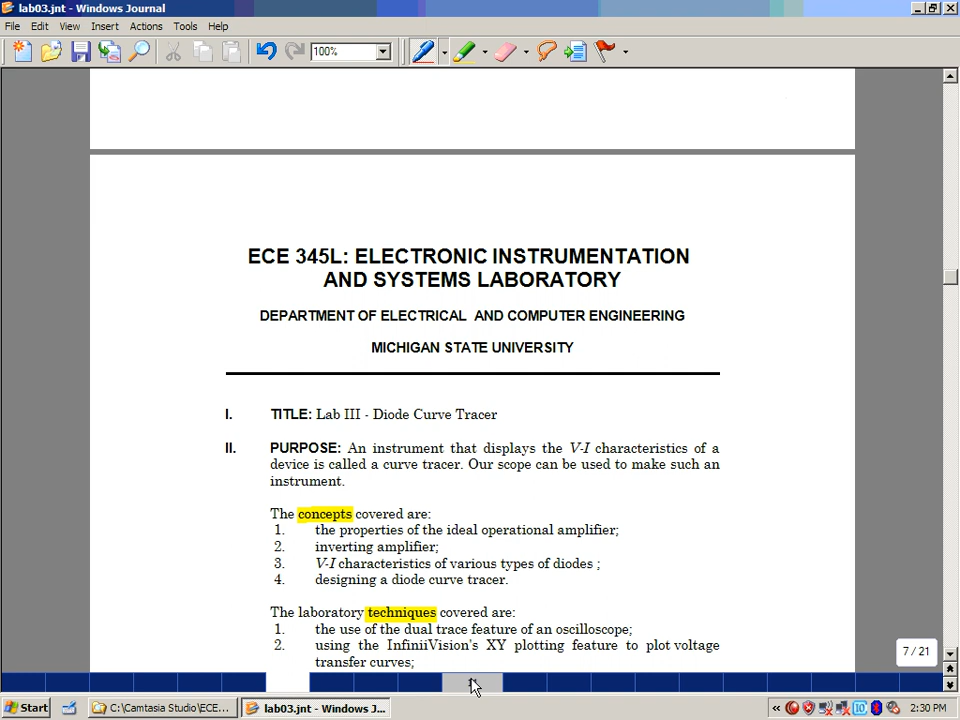 lab03.jnt - Windows Journal
File Edit View Insert Actions Tools Help
100%
ECE 345L: ELECTRONIC INSTRUMENTATION
AND SYSTEMS LABORATORY
DEPARTMENT OF ELECTRICAL AND COMPUTER ENGINEERING
MICHIGAN STATE UNIVERSITY
I. TITLE: Lab III - Diode Curve Tracer
II. PURPOSE: An instrument that displays the V-I characteristics of a
device is called a curve tracer. Our scope can be used to make such an
instrument.
The concepts covered are:
1. the properties of the ideal operational amplifier;
2. inverting amplifier;
3. V-I characteristics of various types of diodes ;
4. designing a diode curve tracer.
The laboratory techniques covered are:
1. the use of the dual trace feature of an oscilloscope;
2. using the InfiniiVision's XY plotting feature to plot voltage
transfer curves;
7 / 21
Start C:\Camtasia Studio\ECE... lab03.jnt - Windows J... 2:30 PM